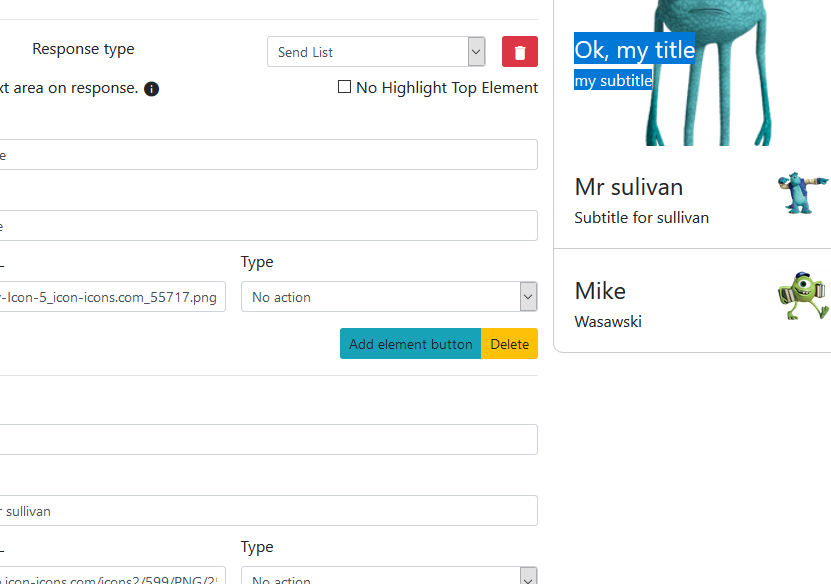 Response type
Send List
xt area on response.
No Highlight Top Element
e
e
Type
y-Icon-5_icon-icons.com_55717.png
No action
Add element button
Delete
r sullivan
Type
.icon-icons.com/icons2/599/PNG/25
No action
Ok, my title
my subtitle
Mr sulivan
Subtitle for sullivan
Mike
Wasawski